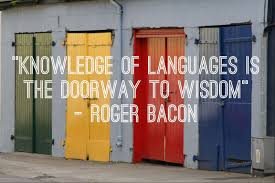 "KNOWLEDGE OF LANGUAGES IS
THE DOORWAY TO WISDOM"
- ROGER BACON